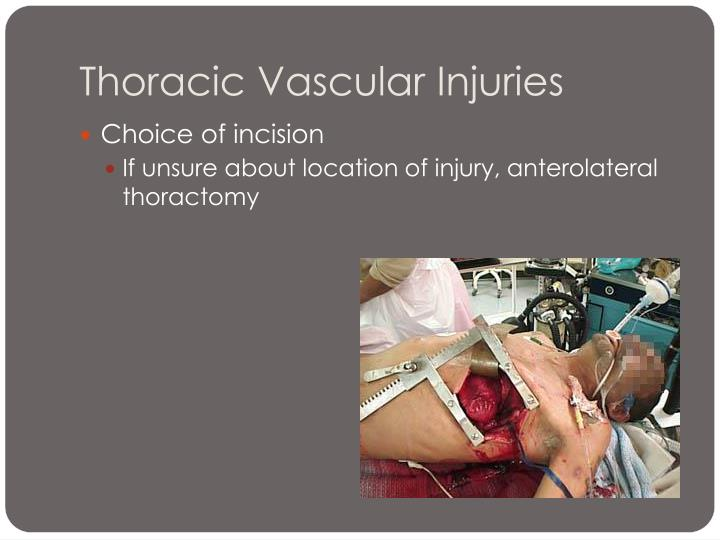 Thoracic Vascular Injuries
Choice of incision
If unsure about location of injury, anterolateral
thoractomy